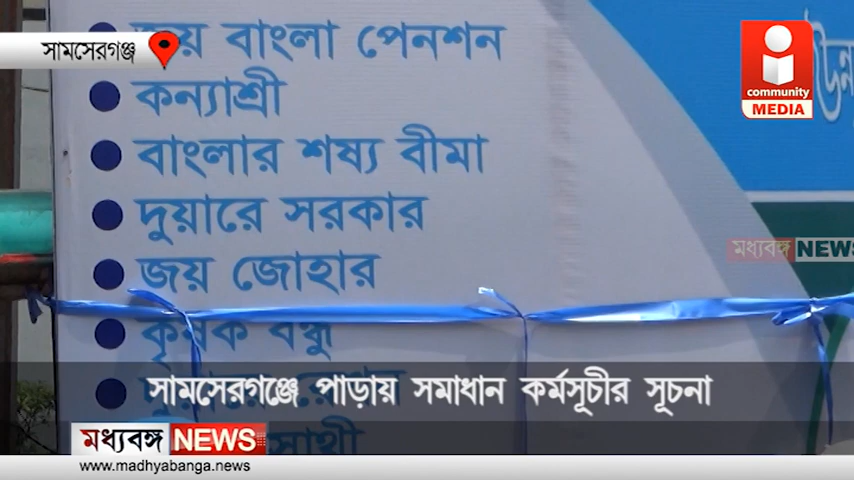 সামসেরগঞ্জ
জয় বাংলা পেনশন
কন্যাশ্রী
বাংলার শষ্য বীমা
দুয়ারে সরকার
জয় জোহার
কৃষক বন্ধু
সামসেরগঞ্জে পাড়ায় সমাধান কর্মসূচীর সূচনা
সাথী
i
community
MEDIA
মধ্যবঙ্গ NEWS
মধ্যবঙ্গ NEWS
www.madhyabanga.news